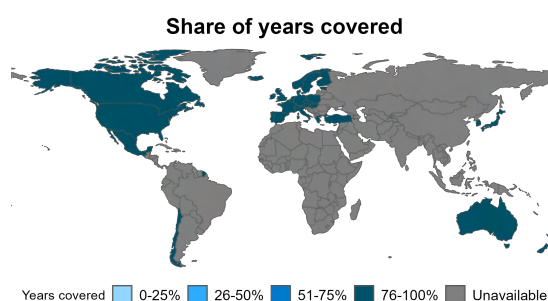 Share of years covered
Years covered 0-25% 26-50% 51-75% 76-100% Unavailable